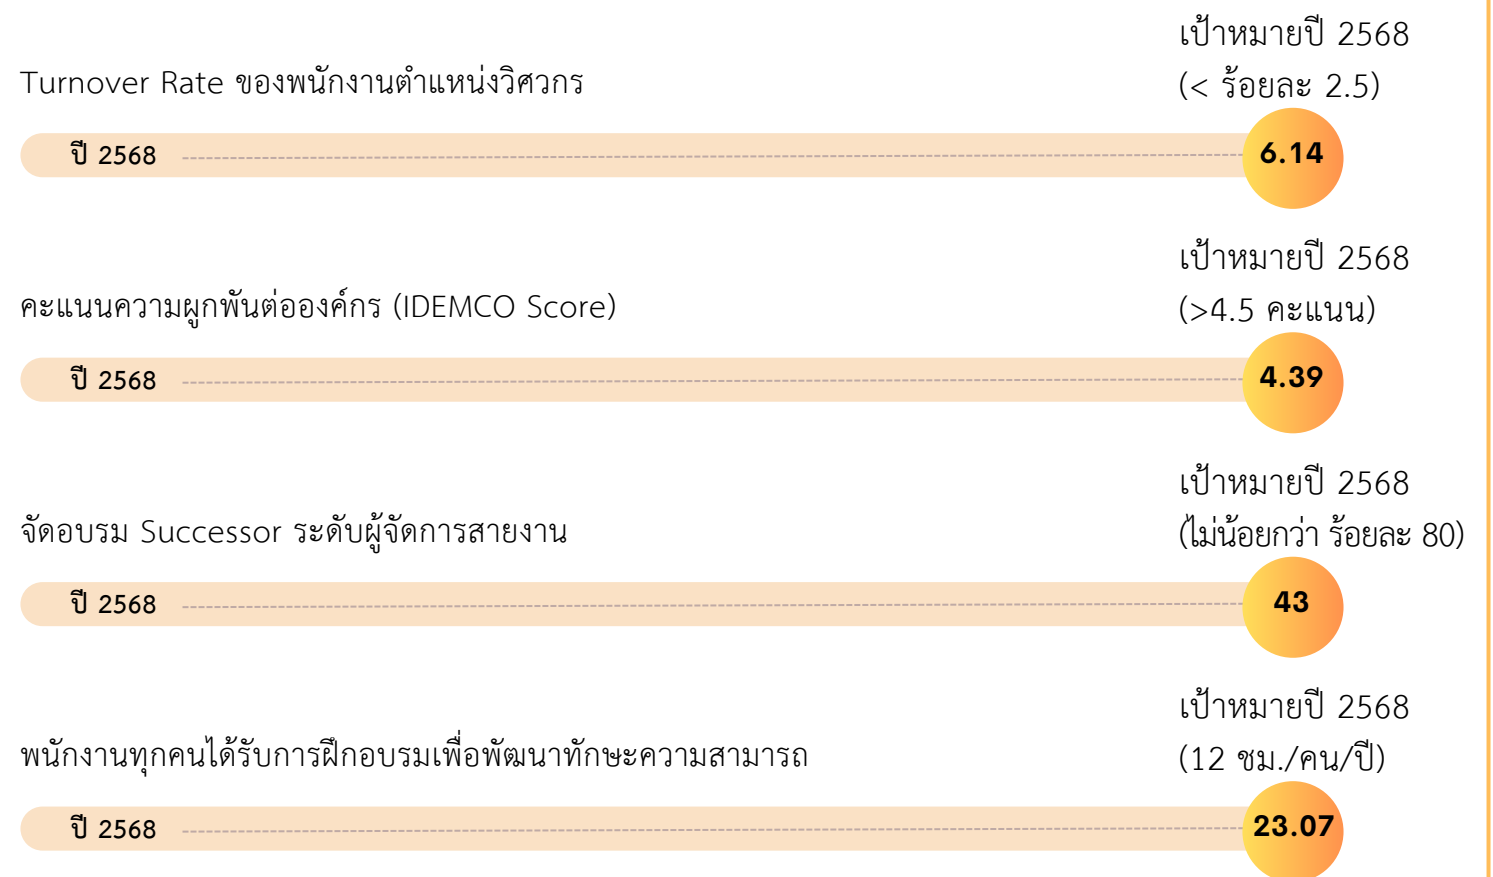 เป้าหมายปี 2568
(< ร้อยละ 2.5)
Turnover Rate ของพนักงานตำแหน่งวิศวกร
ปี 2568
6.14
เป้าหมายปี 2568
(>4.5 คะแนน)
คะแนนความผูกพันต่อองค์กร (IDEMCO Score)
ปี 2568
4.39
เป้าหมายปี 2568
(ไม่น้อยกว่า ร้อยละ 80)
จัดอบรม Successor ระดับผู้จัดการสายงาน
ปี 2568
43
เป้าหมายปี 2568
(12 ชม./คน/ปี)
พนักงานทุกคนได้รับการฝึกอบรมเพื่อพัฒนาทักษะความสามารถ
ปี 2568
23.07